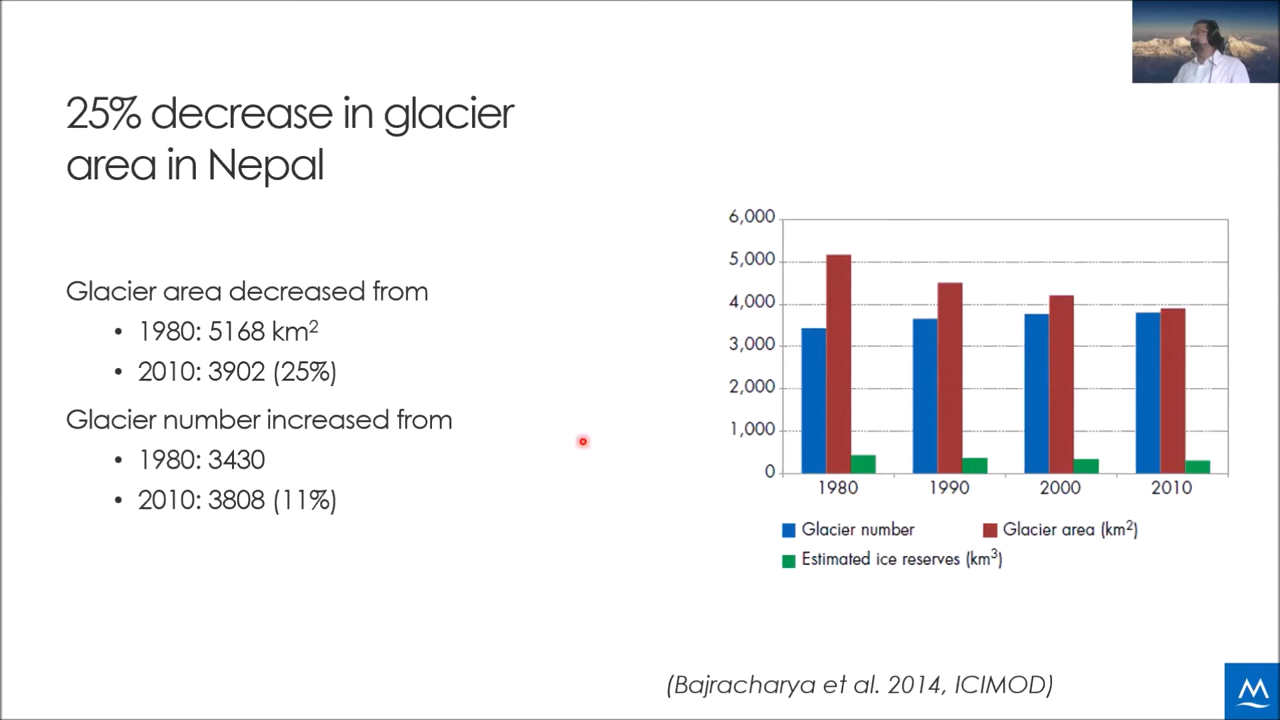 25% decrease in glacier
area in Nepal
Glacier area decreased from
• 1980: 5168 km²
• 2010: 3902 (25%)
Glacier number increased from
• 1980: 3430
• 2010: 3808 (11%)
6,000
5,000
4,000
3,000
2,000
1,000
0
1980 1990 2000 2010
Glacier number Glacier area (km²)
Estimated ice reserves (km³)
(Bajracharya et al. 2014, ICIMOD)